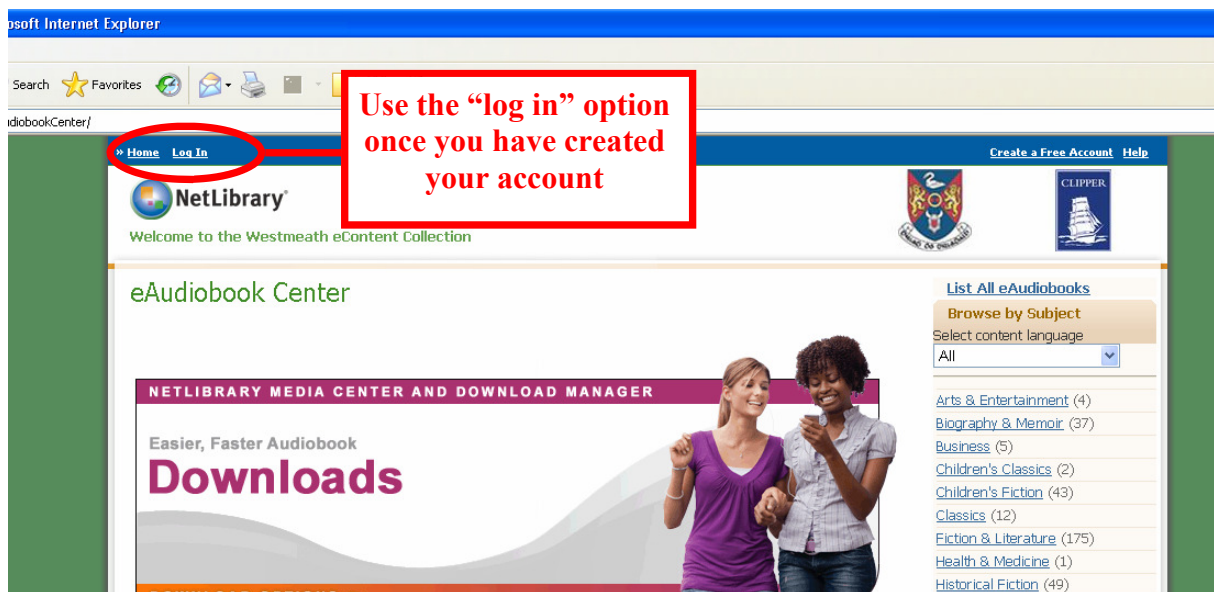 osoft Internet Explorer
Search Favorites
udiobookCenter/
Use the “log in” option
once you have created
your account
» Home Log In
Create a Free Account Help
NetLibrary
CLIPPER
Welcome to the Westmeath eContent Collection
eAudiobook Center
List All eAudiobooks
Browse by Subject
Select content language
All
NETLIBRARY MEDIA CENTER AND DOWNLOAD MANAGER
Easier, Faster Audiobook
Downloads
Arts & Entertainment (4)
Biography & Memoir (37)
Business (5)
Children's Classics (2)
Children's Fiction (43)
Classics (12)
Fiction & Literature (175)
Health & Medicine (1)
Historical Fiction (49)
DOWNLOAD OPTIONS